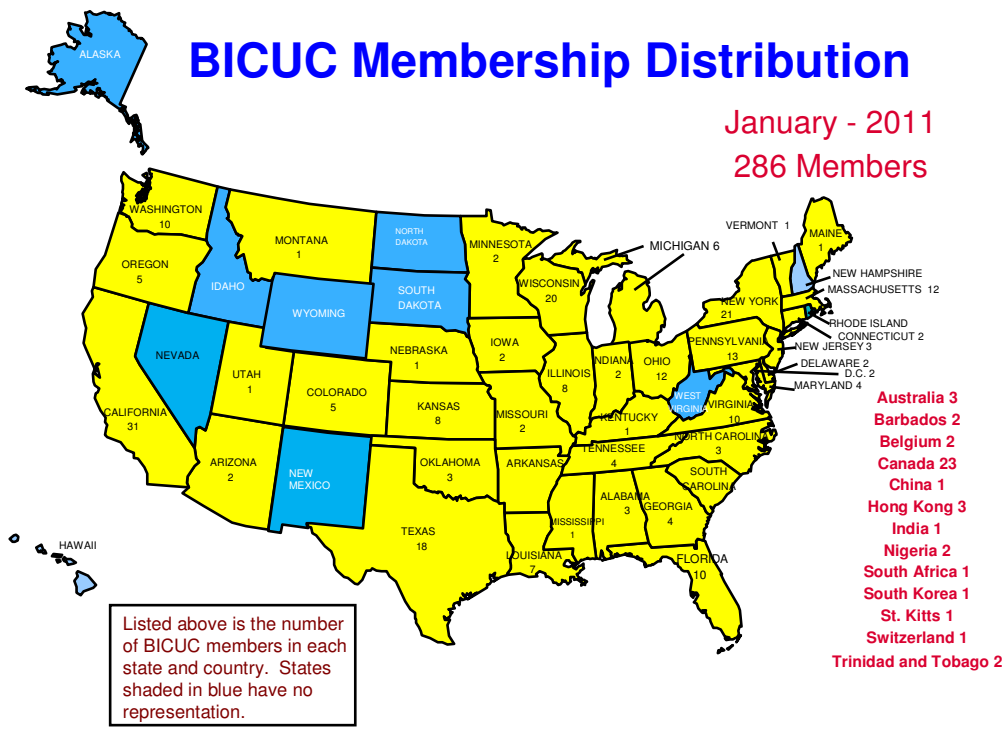 ALASKA
BICUC Membership Distribution
January - 2011
286 Members
WASHINGTON
10
OREGON
5
CALIFORNIA
31
IDAHO
NEVADA
MONTANA
1
WYOMING
UTAH
1
ARIZONA
2
COLORADO
5
NEW
MEXICO
NORTH
DAKOTA
SOUTH
DAKOTA
NEBRASKA
1
KANSAS
8
OKLAHOMA
3
TEXAS
18
MINNESOTA
2
IOWA
2
MISSOURI
2
ARKANSAS
LOUISIANA
7
WISCONSIN
20
ILLINOIS
8
MICHIGAN 6
INDIANA
2
OHIO
12
KENTUCKY
1
TENNESSEE
4
MISSISSIPPI
1
ALABAMA
3
GEORGIA
4
FLORIDA
10
SOUTH
CAROLINA
NORTH CAROLINA
3
VIRGINIA
10
WEST
VIRGINIA
PENNSYLVANIA
13
NEW YORK
21
VERMONT 1
MAINE
1
NEW HAMPSHIRE
MASSACHUSETTS 12
RHODE ISLAND
CONNECTICUT 2
NEW JERSEY 3
DELAWARE 2
D.C. 2
MARYLAND 4
HAWAII
Australia 3
Barbados 2
Belgium 2
Canada 23
China 1
Hong Kong 3
India 1
Nigeria 2
South Africa 1
South Korea 1
St. Kitts 1
Switzerland 1
Trinidad and Tobago 2
Listed above is the number
of BICUC members in each
state and country. States
shaded in blue have no
representation.